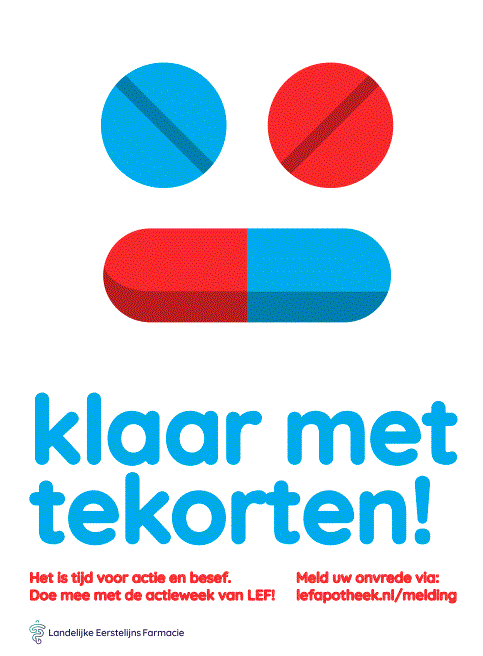 klaar met
tekorten!
Het is tijd voor actie en besef.
Doe mee met de actieweek van LEF!
Meld uw onvrede via:
lefapotheek.nl/melding
Landelijke Eerstelijns Farmacie